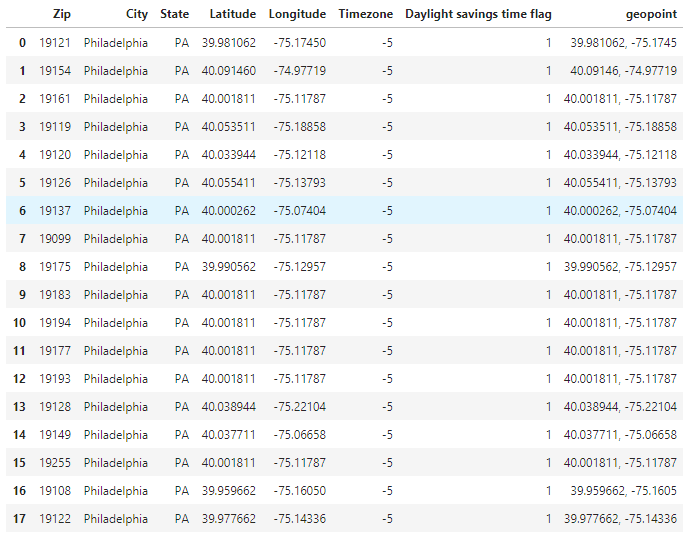 Zip City State Latitude Longitude Timezone Daylight savings time flag geopoint
0 19121 Philadelphia PA 39.981062 -75.17450 -5 1 39.981062, -75.1745
1 19154 Philadelphia PA 40.091460 -74.97719 -5 1 40.09146, -74.97719
2 19161 Philadelphia PA 40.001811 -75.11787 -5 1 40.001811, -75.11787
3 19119 Philadelphia PA 40.053511 -75.18858 -5 1 40.053511, -75.18858
4 19120 Philadelphia PA 40.033944 -75.12118 -5 1 40.033944, -75.12118
5 19126 Philadelphia PA 40.055411 -75.13793 -5 1 40.055411, -75.13793
6 19137 Philadelphia PA 40.000262 -75.07404 -5 1 40.000262, -75.07404
7 19099 Philadelphia PA 40.001811 -75.11787 -5 1 40.001811, -75.11787
8 19175 Philadelphia PA 39.990562 -75.12957 -5 1 39.990562, -75.12957
9 19183 Philadelphia PA 40.001811 -75.11787 -5 1 40.001811, -75.11787
10 19194 Philadelphia PA 40.001811 -75.11787 -5 1 40.001811, -75.11787
11 19177 Philadelphia PA 40.001811 -75.11787 -5 1 40.001811, -75.11787
12 19193 Philadelphia PA 40.001811 -75.11787 -5 1 40.001811, -75.11787
13 19128 Philadelphia PA 40.038944 -75.22104 -5 1 40.038944, -75.22104
14 19149 Philadelphia PA 40.037711 -75.06658 -5 1 40.037711, -75.06658
15 19255 Philadelphia PA 40.001811 -75.11787 -5 1 40.001811, -75.11787
16 19108 Philadelphia PA 39.959662 -75.16050 -5 1 39.959662, -75.1605
17 19122 Philadelphia PA 39.977662 -75.14336 -5 1 39.977662, -75.14336